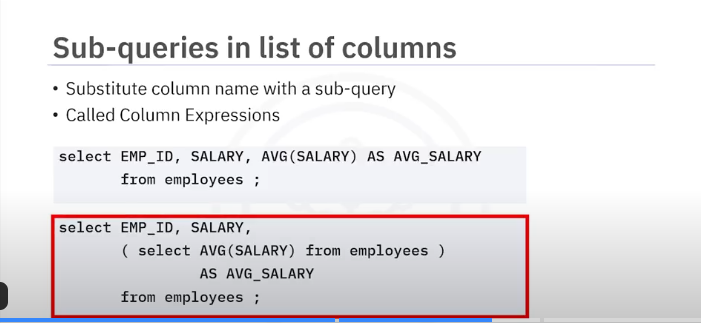 Sub-queries in list of columns
• Substitute column name with a sub-query
• Called Column Expressions
select EMP_ID, SALARY, AVG(SALARY) AS AVG_SALARY
from employees ;
select EMP_ID, SALARY,
( select AVG(SALARY) from employees )
AS AVG_SALARY
from employees ;